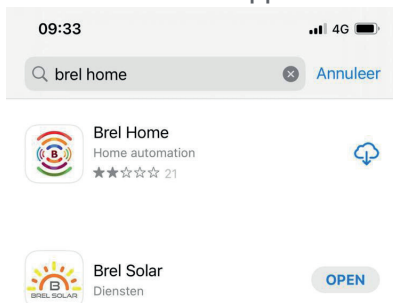 09:33
4G
brel home
Annuleer
B
Brel Home
Home automation
21
B
BREL SOLAR
Brel Solar
Diensten
OPEN